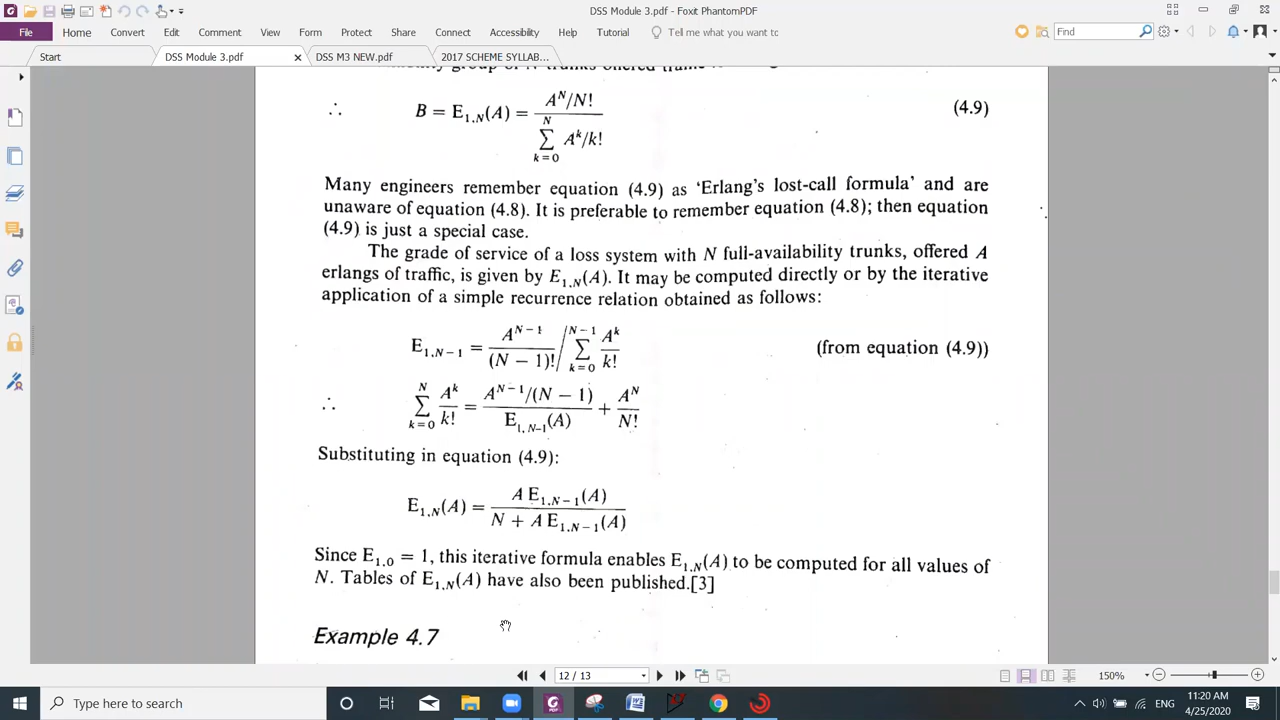 DSS Module 3.pdf - Foxit PhantomPDF
File Home Convert Edit Comment View Form Protect Share Connect Accessibility Help Tutorial Tell me what you want to Find
Start DSS Module 3.pdf × DSS M3 NEW.pdf 2017 SCHEME SYLLAB...
∴ B = E₁,N(A) = (A^N/N!) / (∑_{k=0}^{N} A^k/k!) (4.9)
Many engineers remember equation (4.9) as ‘Erlang’s lost-call formula’ and are
unaware of equation (4.8). It is preferable to remember equation (4.8); then equation
(4.9) is just a special case.
The grade of service of a loss system with N full-availability trunks, offered A
erlangs of traffic, is given by E₁,N(A). It may be computed directly or by the iterative
application of a simple recurrence relation obtained as follows:
E₁,N−1 = A^{N−1}/(N − 1)! / ∑_{k=0}^{N−1} A^k/k! (from equation (4.9))
∴ ∑_{k=0}^{N} A^k/k! = (A^{N−1}/(N − 1)) / E₁,N−1(A) + A^N/N!
Substituting in equation (4.9):
E₁,N(A) = A E₁,N−1(A) / (N + A E₁,N−1(A))
Since E₁,0 = 1, this iterative formula enables E₁,N(A) to be computed for all values of
N. Tables of E₁,N(A) have also been published.[3]
Example 4.7
12 / 13 150%
Type here to search ENG 11:20 AM
4/25/2020